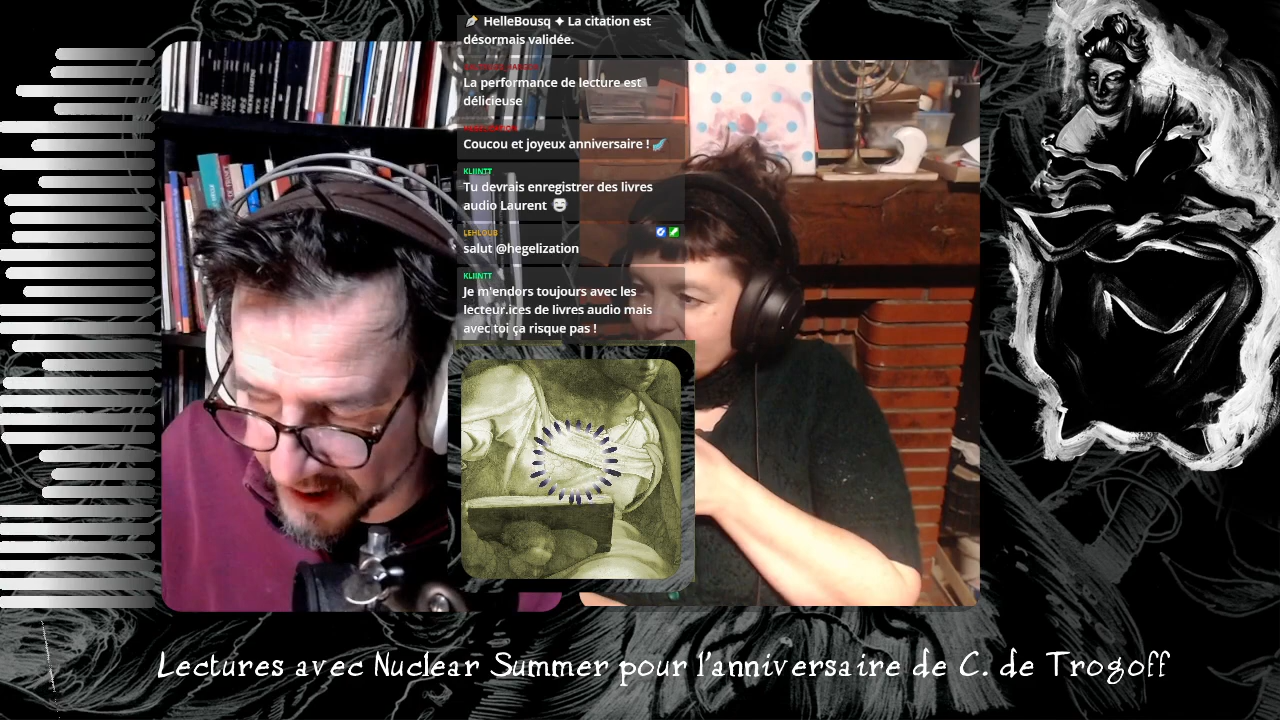 HelleBousq ✦ La citation est
désormais validée.
La performance de lecture est
délicieuse
Coucou et joyeux anniversaire !
KLIINTT
Tu devrais enregistrer des livres
audio Laurent
LEHLOUB
salut @hegelization
KLIINTT
Je m'endors toujours avec les
lecteur.ices de livres audio mais
avec toi ça risque pas !
Lectures avec Nuclear Summer pour l'anniversaire de C. de Trogoff